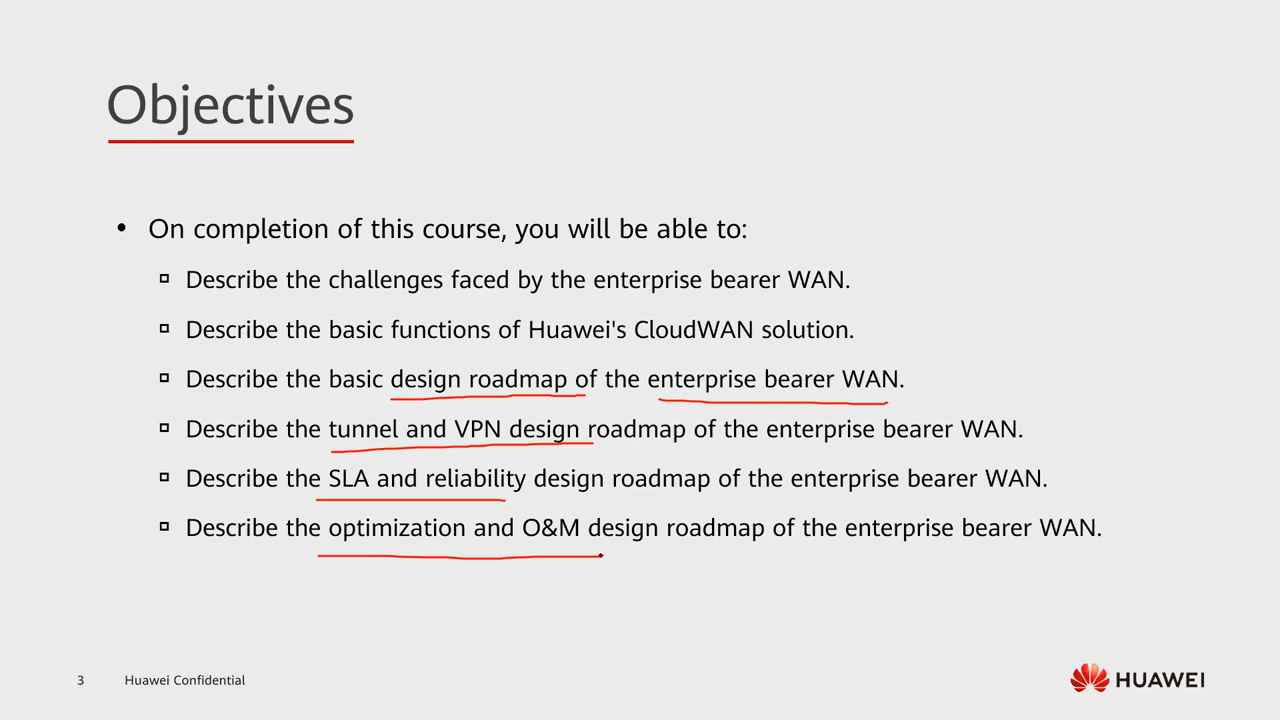 Objectives
• On completion of this course, you will be able to:
Describe the challenges faced by the enterprise bearer WAN.
Describe the basic functions of Huawei's CloudWAN solution.
Describe the basic design roadmap of the enterprise bearer WAN.
Describe the tunnel and VPN design roadmap of the enterprise bearer WAN.
Describe the SLA and reliability design roadmap of the enterprise bearer WAN.
Describe the optimization and O&M design roadmap of the enterprise bearer WAN.
3 Huawei Confidential
HUAWEI